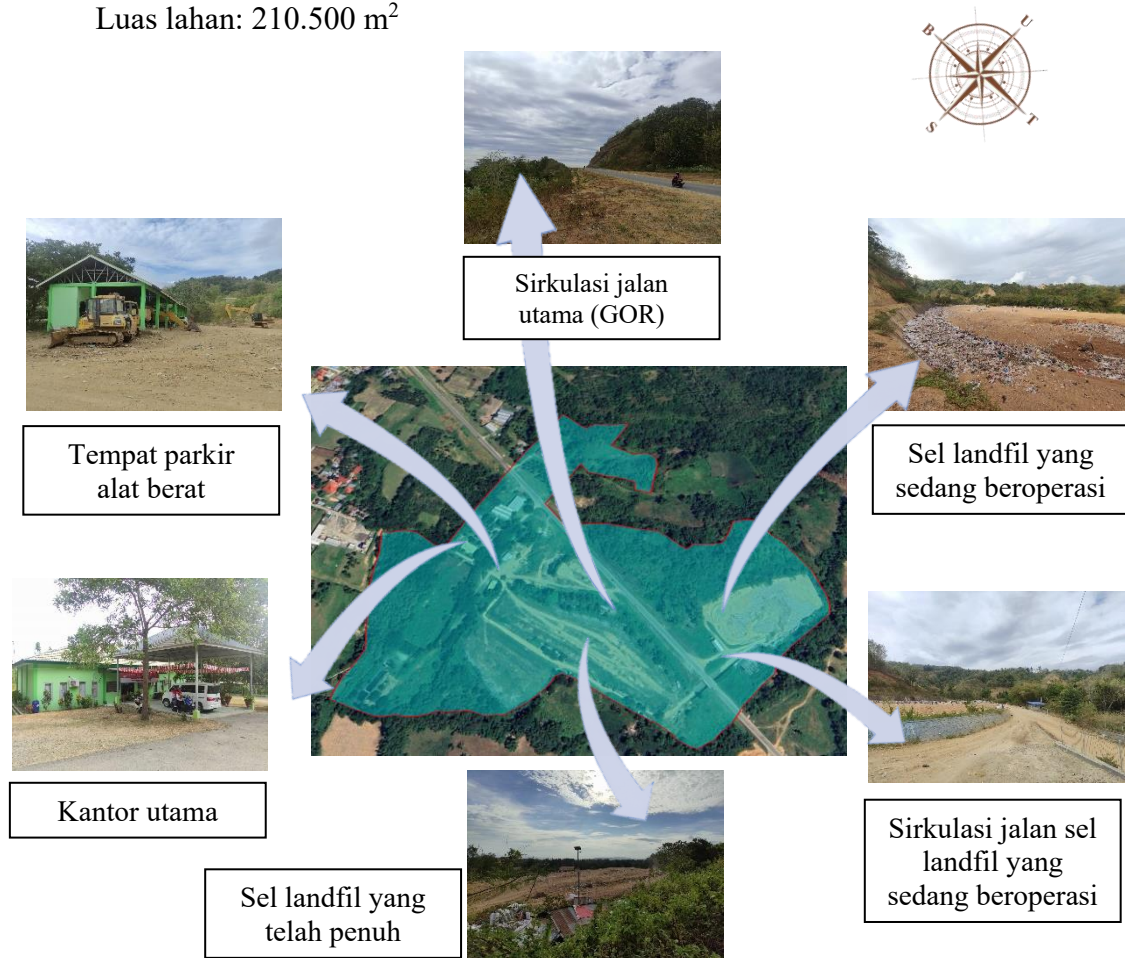 Luas lahan: 210.500 m²
B
U
S
T
Sirkulasi jalan
utama (GOR)
Tempat parkir
alat berat
Sel landfil yang
sedang beroperasi
Kantor utama
Sel landfil yang
telah penuh
Sirkulasi jalan sel
landfil yang
sedang beroperasi